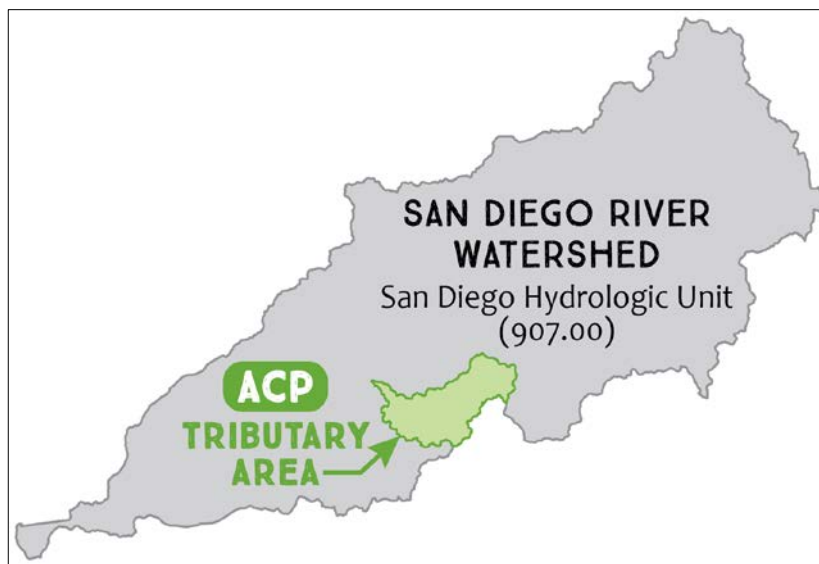 SAN DIEGO RIVER
WATERSHED
San Diego Hydrologic Unit
(907.00)
ACP
TRIBUTARY
AREA